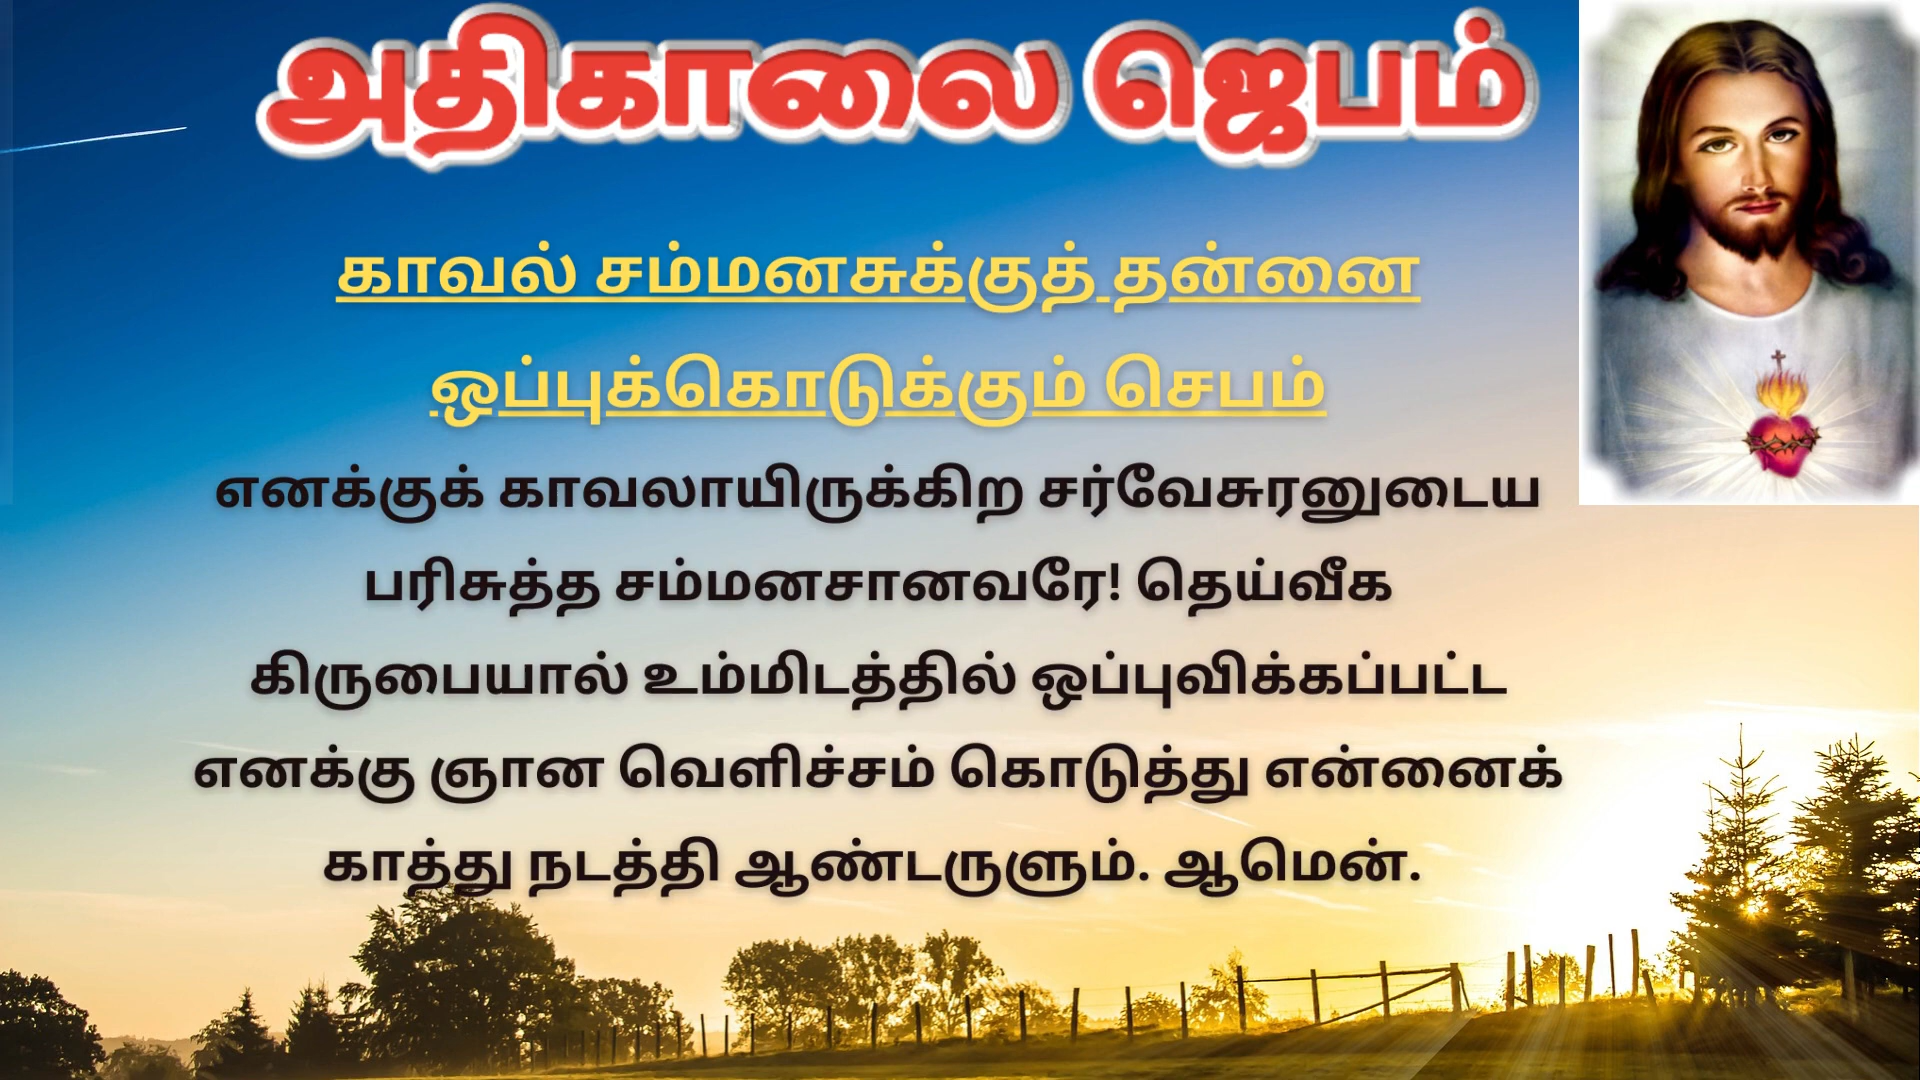 அதிகாலை ஜெபம்
காவல் சம்மனசுக்குத் தன்னை
ஒப்புக்கொடுக்கும் செபம்
எனக்குக் காவலாயிருக்கிற சர்வேசுரனுடைய
பரிசுத்த சம்மனசானவரே! தெய்வீக
கிருபையால் உம்மிடத்தில் ஒப்புவிக்கப்பட்ட
எனக்கு ஞான வெளிச்சம் கொடுத்து என்னைக்
காத்து நடத்தி ஆண்டருளும். ஆமென்.